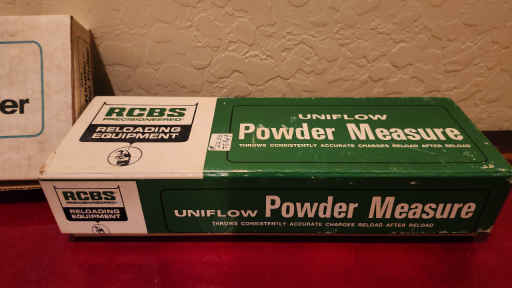 er
RCBS
PRECISIONEERED
RELOADING
EQUIPMENT
UNIFLOW
Powder Measure
THROWS CONSISTENTLY ACCURATE CHARGES RELOAD AFTER RELOAD
RCBS
PRECISIONEERED
RELOADING
EQUIPMENT
UNIFLOW Powder Measure
THROWS CONSISTENTLY ACCURATE CHARGES RELOAD AFTER RELOAD